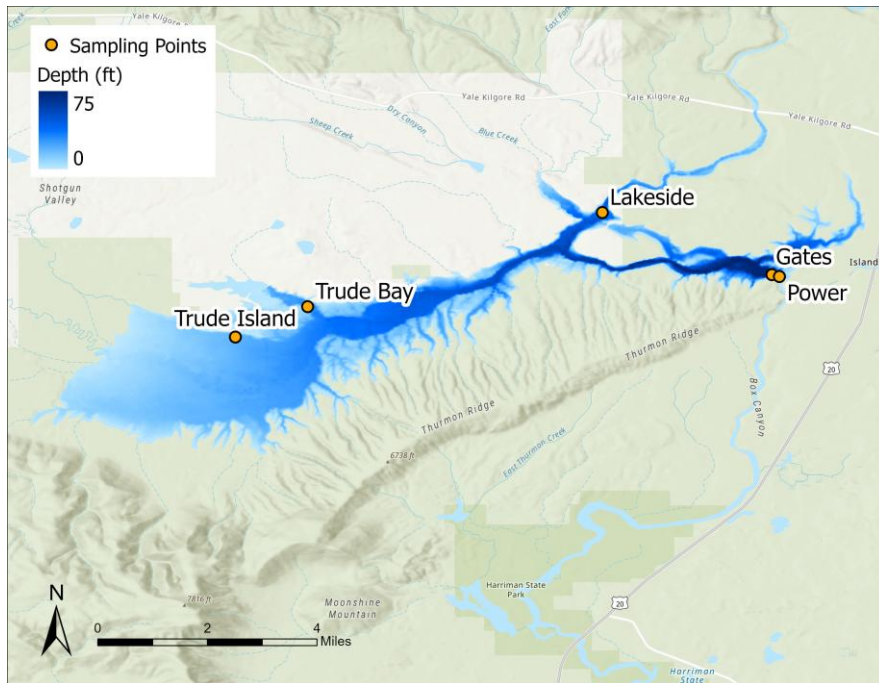 Creek
East Fork
Sampling Points
Depth (ft)
75
0
Yale Kilgore Rd
Yale Kilgore Rd
Yale Kilgore Rd
Dry Canyon
Sheep Creek
Blue Creek
Shotgun
Valley
Lakeside
Gates
Island
Power
Trude Bay
Trude Island
Thurmon Ridge
20
Box Canyon
Thurmon Ridge
6738 ft
East Thurman Creek
Harriman State
Park
7816 ft
Moonshine
Mountain
20
N
0
2
4
Miles
Harriman
State